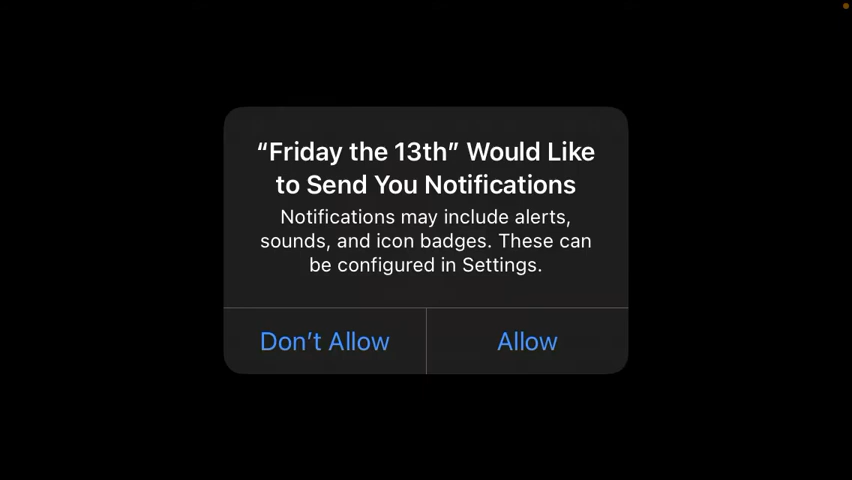 “Friday the 13th” Would Like
to Send You Notifications
Notifications may include alerts,
sounds, and icon badges. These can
be configured in Settings.
Don’t Allow
Allow